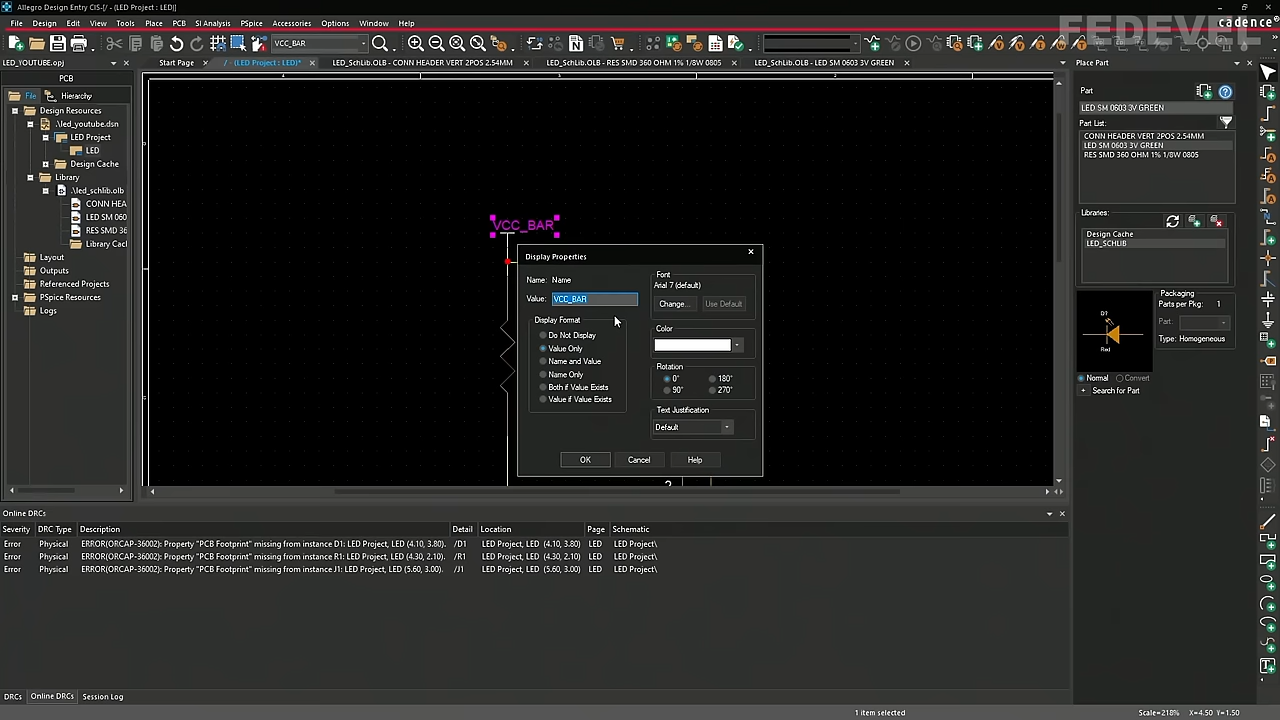 Allegro Design Entry CIS-[/ - (LED Project : LED)]
FEDEVEL
cadence
File Design Edit View Tools Place PCB SI Analysis PSpice Accessories Options Window Help
VCC_BAR
LED_YOUTUBE.opj
Start Page
/ - (LED Project : LED)*
LED_SchLib.OLB - CONN HEADER VERT 2POS 2.54MM
LED_SchLib.OLB - RES SMD 360 OHM 1% 1/8W 0805
LED_SchLib.OLB - LED SM 0603 3V GREEN
PCB
File Hierarchy
Design Resources
.\led_youtube.dsn
LED Project
LED
Design Cache
Library
.\led_schlib.olb
CONN HEA
LED SM 060
RES SMD 36
Library Cacl
Layout
Outputs
Referenced Projects
PSpice Resources
Logs
VCC_BAR
2
Display Properties
Name: Name
Value: VCC_BAR
Display Format
Do Not Display
Value Only
Name and Value
Name Only
Both if Value Exists
Value if Value Exists
Font
Arial 7 (default)
Change... Use Default
Color
Rotation
0° 180°
90° 270°
Text Justification
Default
OK Cancel Help
Place Part
Part
LED SM 0603 3V GREEN
Part List:
CONN HEADER VERT 2POS 2.54MM
LED SM 0603 3V GREEN
RES SMD 360 OHM 1% 1/8W 0805
Libraries:
Design Cache
LED_SCHLIB
D?
Red
Packaging
Parts per Pkg: 1
Part:
Type: Homogeneous
Normal Convert
Search for Part
Online DRCs
Severity DRC Type Description Detail Location Page Schematic
Error Physical ERROR(ORCAP-36002): Property "PCB Footprint" missing from instance D1: LED Project, LED (4.10, 3.80). /D1 LED Project, LED (4.10, 3.80) LED LED Project\
Error Physical ERROR(ORCAP-36002): Property "PCB Footprint" missing from instance R1: LED Project, LED (4.30, 2.10). /R1 LED Project, LED (4.30, 2.10) LED LED Project\
Error Physical ERROR(ORCAP-36002): Property "PCB Footprint" missing from instance J1: LED Project, LED (5.60, 3.00). /J1 LED Project, LED (5.60, 3.00) LED LED Project\
DRCs Online DRCs Session Log
1 item selected
Scale=218% X=4.50 Y=1.50